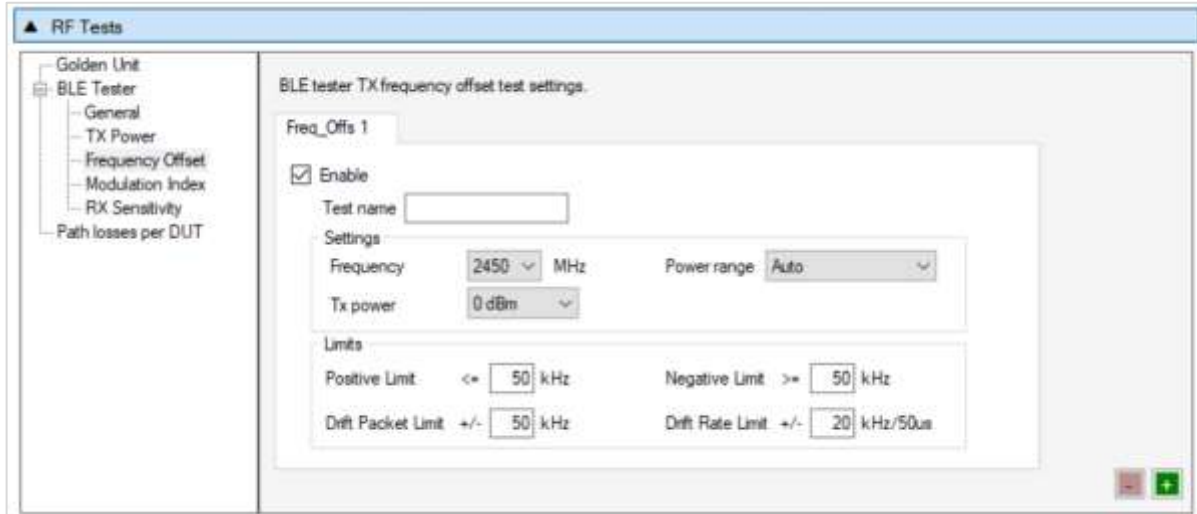 ▲ RF Tests
Golden Unit
BLE Tester
General
TX Power
Frequency Offset
Modulation Index
RX Sensitivity
Path losses per DUT
BLE tester TX frequency offset test settings.
Freq_Offs 1
Enable
Test name
Settings
Frequency 2450 MHz Power range Auto
Tx power 0 dBm
Limits
Positive Limit <= 50 kHz Negative Limit >= 50 kHz
Drift Packet Limit +/- 50 kHz Drift Rate Limit +/- 20 kHz/50us
- +